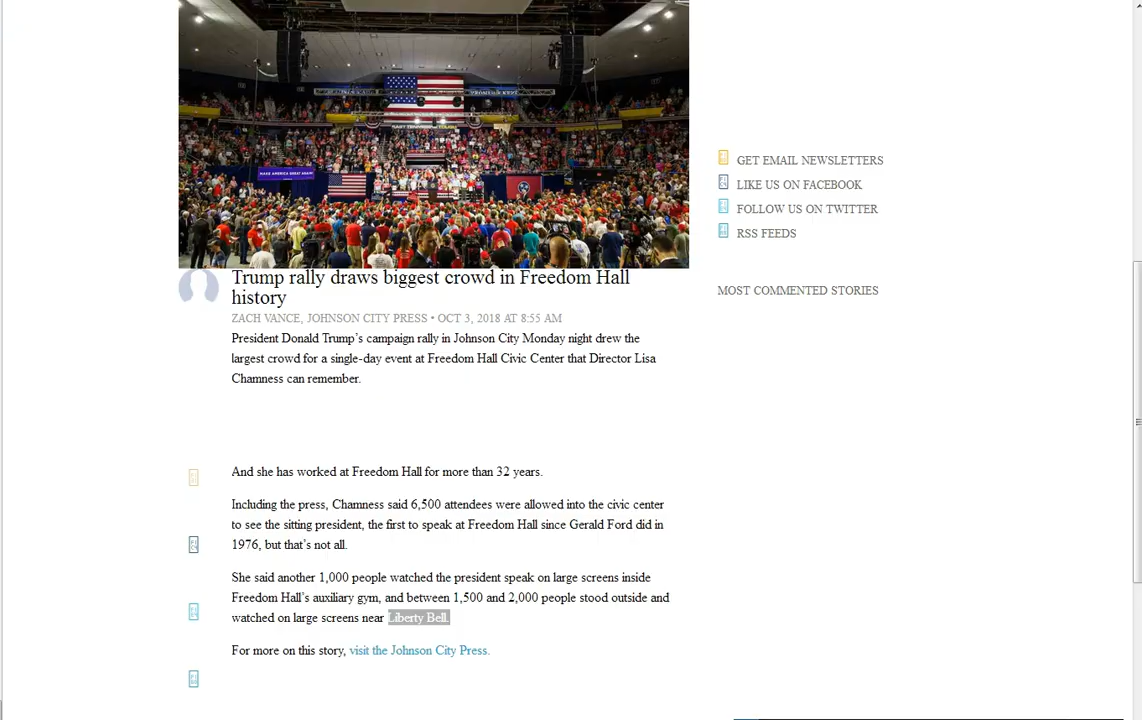 MAKE AMERICA GREAT AGAIN!
Trump rally draws biggest crowd in Freedom Hall
history
ZACH VANCE, JOHNSON CITY PRESS • OCT 3, 2018 AT 8:55 AM
President Donald Trump’s campaign rally in Johnson City Monday night drew the
largest crowd for a single-day event at Freedom Hall Civic Center that Director Lisa
Chamness can remember.
And she has worked at Freedom Hall for more than 32 years.
Including the press, Chamness said 6,500 attendees were allowed into the civic center
to see the sitting president, the first to speak at Freedom Hall since Gerald Ford did in
1976, but that’s not all.
She said another 1,000 people watched the president speak on large screens inside
Freedom Hall’s auxiliary gym, and between 1,500 and 2,000 people stood outside and
watched on large screens near Liberty Bell.
For more on this story, visit the Johnson City Press.
GET EMAIL NEWSLETTERS
LIKE US ON FACEBOOK
FOLLOW US ON TWITTER
RSS FEEDS
MOST COMMENTED STORIES